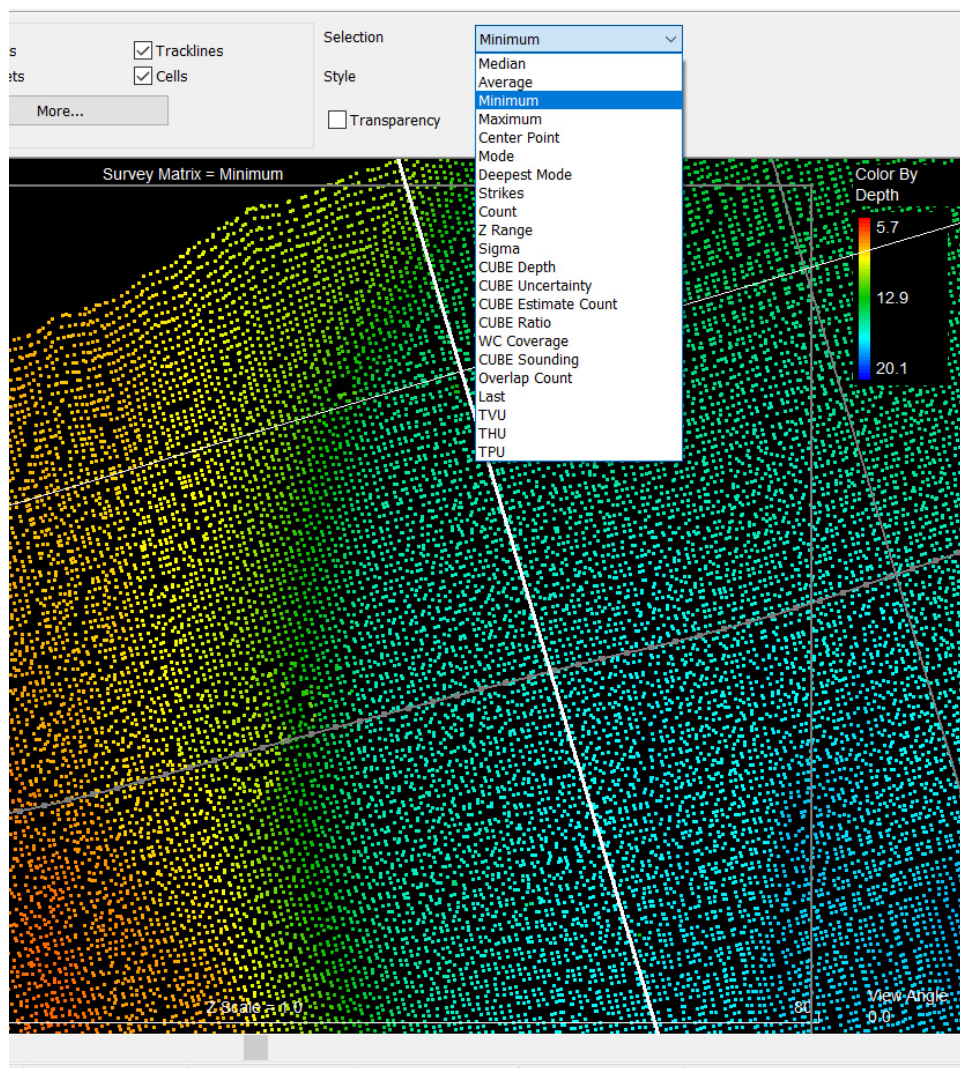 Selection
Minimum
s
Tracklines
ets
Cells
Style
More...
Transparency
Median
Average
Minimum
Maximum
Center Point
Mode
Deepest Mode
Strikes
Count
Z Range
Sigma
CUBE Depth
CUBE Uncertainty
CUBE Estimate Count
CUBE Ratio
WC Coverage
CUBE Sounding
Overlap Count
Last
TVU
THU
TPU
Survey Matrix = Minimum
Color By
Depth
5.7
12.9
20.1
Z Scale = 1.0
80
View Angle
0.0